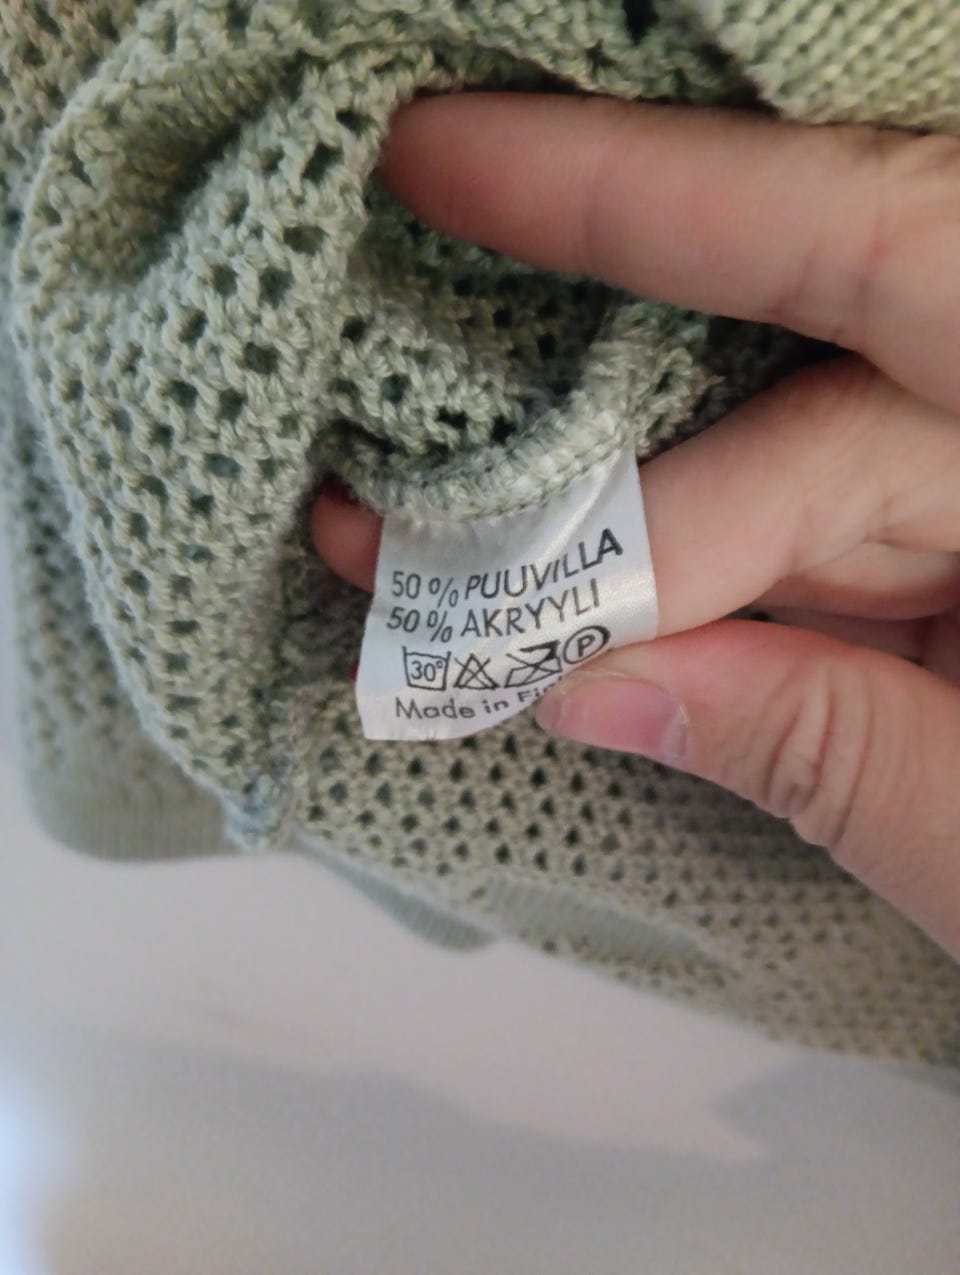 50 % PUUVILLA
50 % AKRYYLI
30° P
Made in